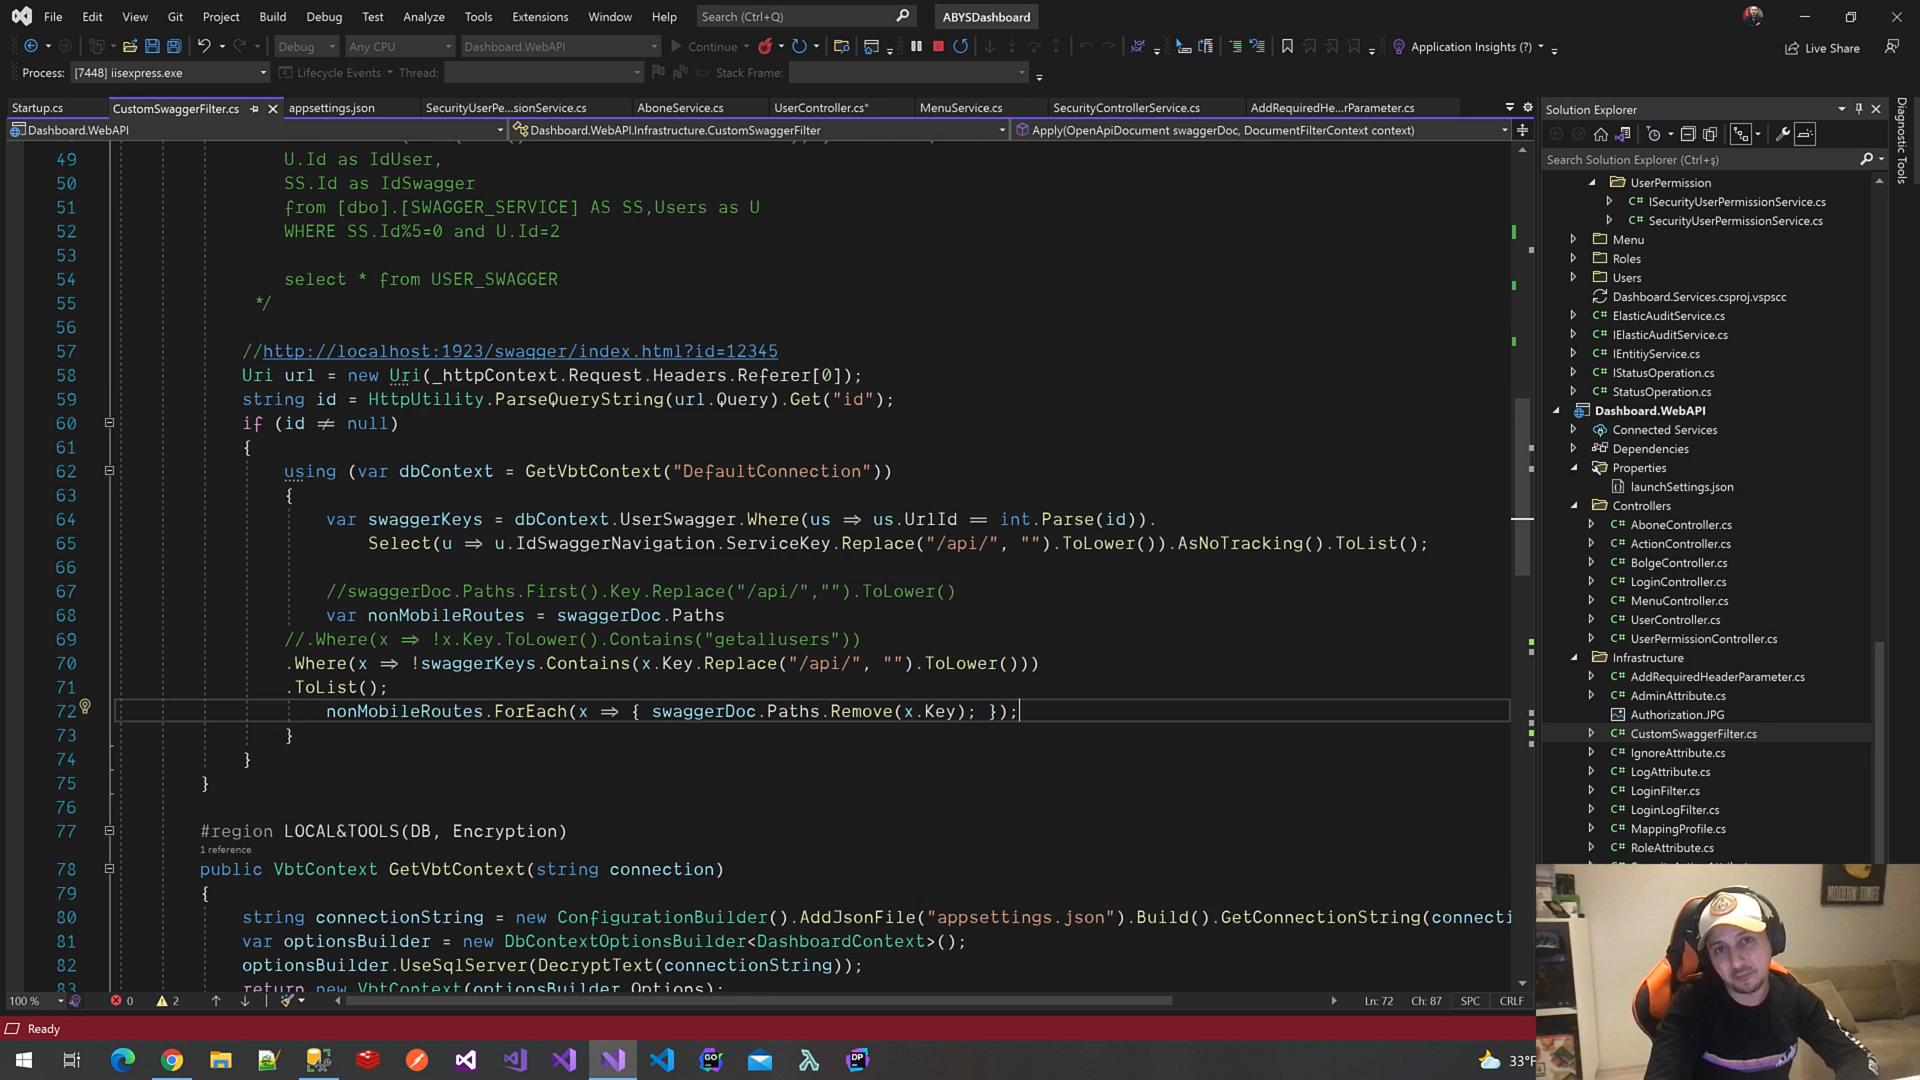 File Edit View Project Build Debug Test Analyze Tools Extensions Window Help Search (Ctrl+Q) ABYSDashboard
Debug Any CPU Dashboard.WebAPI Continue Application Insights (?) Live Share
Process: [7448] iisexpress.exe Lifecycle Events Thread: Stack Frame:
Startup.cs CustomSwaggerFilter.cs appsettings.json SecurityUserPe...sionService.cs AboneService.cs UserController.cs* MenuService.cs SecurityControllerService.cs AddRequiredHe...rParameter.cs
Dashboard.WebAPI Dashboard.WebAPI.Infrastructure.CustomSwaggerFilter Apply(OpenApiDocument swaggerDoc, DocumentFilterContext context)
49 U.Id as IdUser,
50 SS.Id as IdSwagger
51 from [dbo].[SWAGGER_SERVICE] AS SS,Users as U
52 WHERE SS.Id%5=0 and U.Id=2
53
54 select * from USER_SWAGGER
55 */
56
57 //http://localhost:1923/swagger/index.html?id=12345
58 Uri url = new Uri(_httpContext.Request.Headers.Referer[0]);
59 string id = HttpUtility.ParseQueryString(url.Query).Get("id");
60 if (id ≠ null)
61 {
62 using (var dbContext = GetVbtContext("DefaultConnection"))
63 {
64 var swaggerKeys = dbContext.UserSwagger.Where(us ⇒ us.UrlId == int.Parse(id)).
65 Select(u ⇒ u.IdSwaggerNavigation.ServiceKey.Replace("/api/", "").ToLower()).AsNoTracking().ToList();
66
67 //swaggerDoc.Paths.First().Key.Replace("/api/","").ToLower()
68 var nonMobileRoutes = swaggerDoc.Paths
69 //.Where(x ⇒ !x.Key.ToLower().Contains("getallusers"))
70 .Where(x ⇒ !swaggerKeys.Contains(x.Key.Replace("/api/", "").ToLower()))
71 .ToList();
72 nonMobileRoutes.ForEach(x ⇒ { swaggerDoc.Paths.Remove(x.Key); });
73 }
74 }
75 }
76
77 #region LOCAL&TOOLS(DB, Encryption)
1 reference
78 public VbtContext GetVbtContext(string connection)
79 {
80 string connectionString = new ConfigurationBuilder().AddJsonFile("appsettings.json").Build().GetConnectionString(connecti
81 var optionsBuilder = new DbContextOptionsBuilder<DashboardContext>();
82 optionsBuilder.UseSqlServer(DecryptText(connectionString));
83 return new VbtContext(optionsBuilder.Options);
100 % 0 2 Ln: 72 Ch: 87 SPC CRLF
Ready
Solution Explorer
Search Solution Explorer (Ctrl+ş)
UserPermission
C# ISecurityUserPermissionService.cs
C# SecurityUserPermissionService.cs
Menu
Roles
Users
Dashboard.Services.csproj.vspscc
C# ElasticAuditService.cs
C# IElasticAuditService.cs
C# IEntitiyService.cs
C# IStatusOperation.cs
C# StatusOperation.cs
Dashboard.WebAPI
Connected Services
Dependencies
Properties
launchSettings.json
Controllers
C# AboneController.cs
C# ActionController.cs
C# BolgeController.cs
C# LoginController.cs
C# MenuController.cs
C# UserController.cs
C# UserPermissionController.cs
Infrastructure
C# AddRequiredHeaderParameter.cs
C# AdminAttribute.cs
Authorization.JPG
C# CustomSwaggerFilter.cs
C# IgnoreAttribute.cs
C# LogAttribute.cs
C# LoginFilter.cs
C# LoginLogFilter.cs
C# MappingProfile.cs
C# RoleAttribute.cs
Diagnostic Tools
MODERN TIMES
GO
DP
33°F